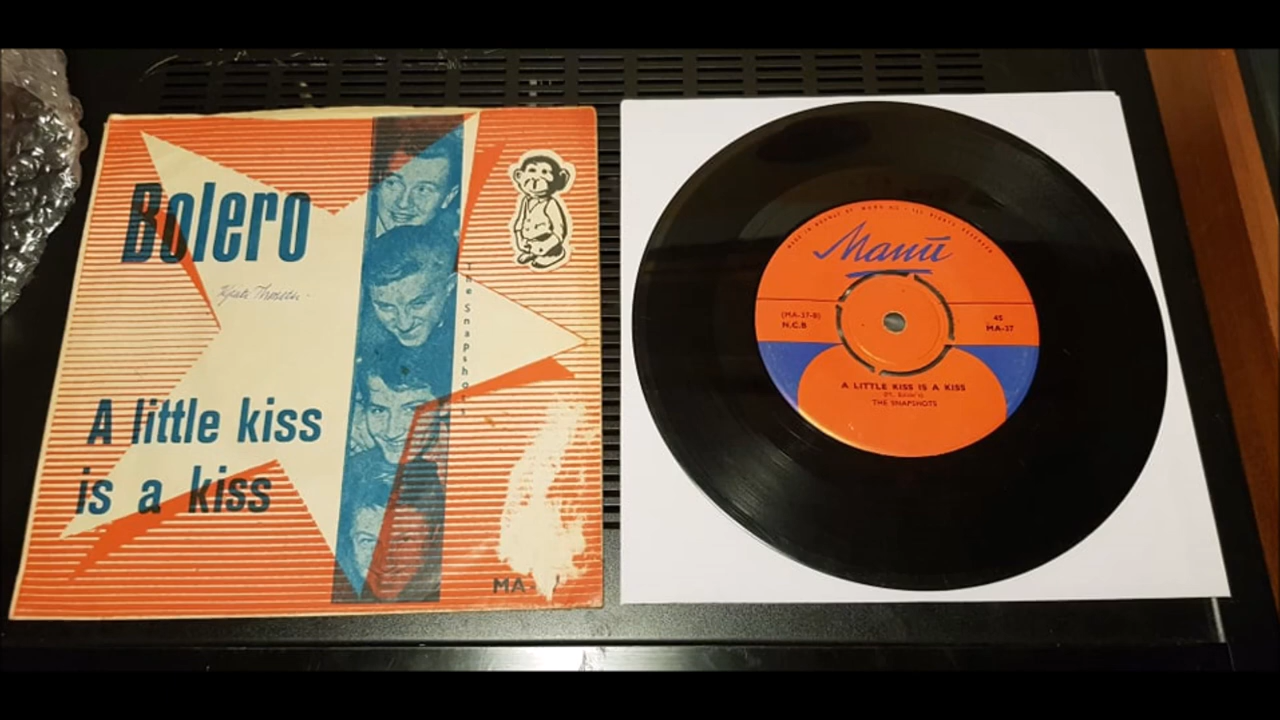 Bolero
A little kiss
is a kiss
The Snapshots
MA-
Manū
(MA-37-B)
N.C.B
45
MA-37
A LITTLE KISS IS A KISS
THE SNAPSHOTS